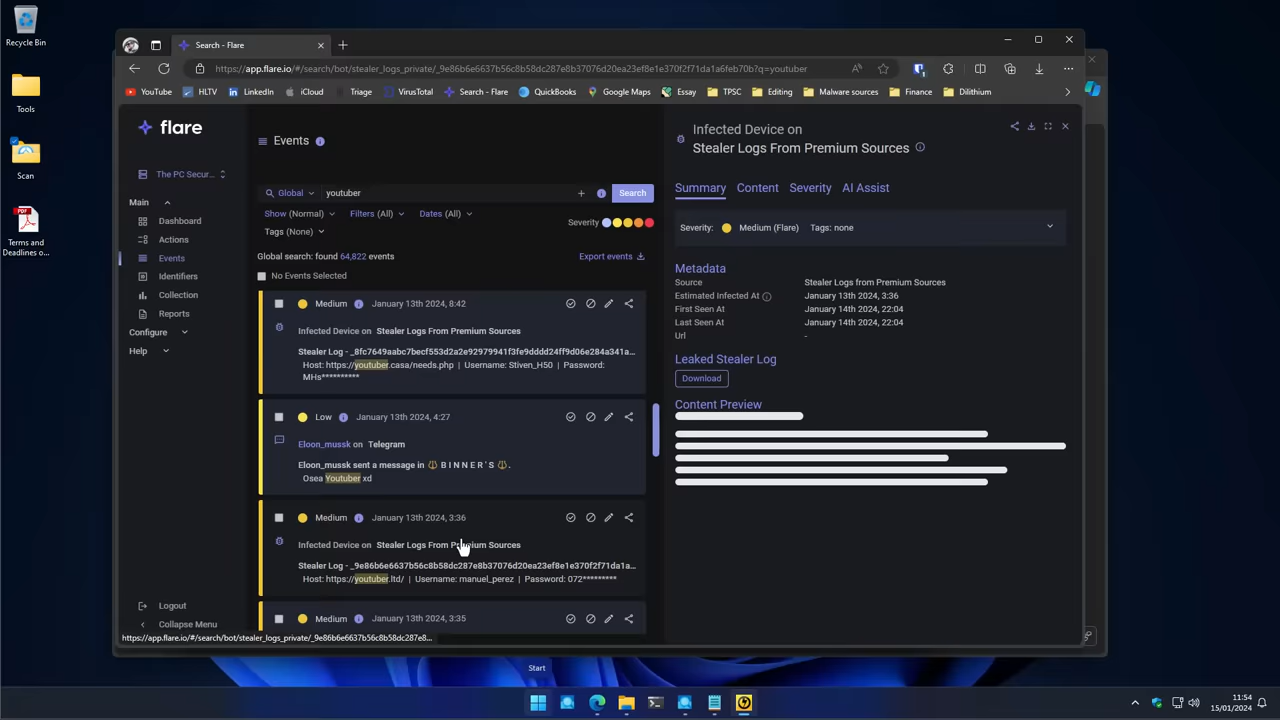 Recycle Bin
Tools
Scan
Terms and
Deadlines o...
Search - Flare
https://app.flare.io/#/search/bot/stealer_logs_private/_9e86b6e6637b56c8b58dc287e8b37076d20ea23ef8e1e370f2f71da1a6feb70b?q=youtuber
YouTube
HLTV
LinkedIn
iCloud
Triage
VirusTotal
Search - Flare
QuickBooks
Google Maps
Essay
TPSC
Editing
Malware sources
Finance
Dilithium
flare
The PC Secur...
Main
Dashboard
Actions
Events
Identifiers
Collection
Reports
Configure
Help
Logout
Collapse Menu
Events
Global
youtuber
Search
Show (Normal)
Filters (All)
Dates (All)
Severity
Tags (None)
Global search: found 64,822 events
Export events
No Events Selected
Medium January 13th 2024, 8:42
Infected Device on Stealer Logs From Premium Sources
Stealer Log - _8fc7649aabc7becf553d2a2e92979941f3fe9dddd24ff9d06e284a341a...
Host: https://youtuber.casa/needs.php | Username: Stiven_H50 | Password:
MHs**********
Low January 13th 2024, 4:27
Eloon_mussk on Telegram
Eloon_mussk sent a message in 🔱 B I N N E R ' S 🔱.
Osea Youtuber xd
Medium January 13th 2024, 3:36
Infected Device on Stealer Logs From Premium Sources
Stealer Log - _9e86b6e6637b56c8b58dc287e8b37076d20ea23ef8e1e370f2f71da1a...
Host: https://youtuber.ltd/ | Username: manuel_perez | Password: 072*********
Medium January 13th 2024, 3:35
https://app.flare.io/#/search/bot/stealer_logs_private/_9e86b6e6637b56c8b58dc287e8...
Infected Device on
Stealer Logs From Premium Sources
Summary
Content
Severity
AI Assist
Severity: Medium (Flare) Tags: none
Metadata
Source Stealer Logs from Premium Sources
Estimated Infected At January 13th 2024, 3:36
First Seen At January 14th 2024, 22:04
Last Seen At January 14th 2024, 22:04
Url -
Leaked Stealer Log
Download
Content Preview
Start
11:54
15/01/2024